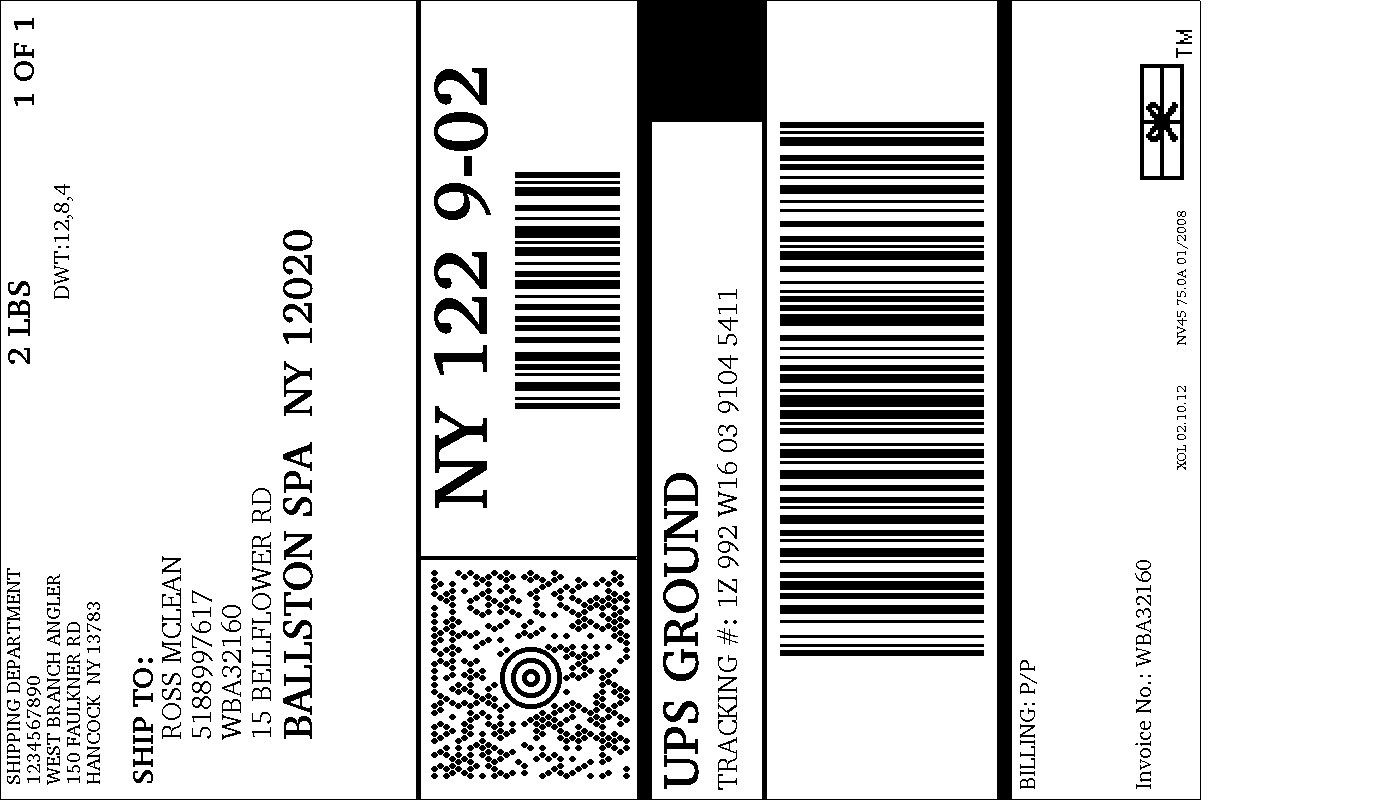 SHIPPING DEPARTMENT
1234567890
WEST BRANCH ANGLER
150 FAULKNER RD
HANCOCK NY 13783
2 LBS
1 OF 1
DWT:12,8,4
SHIP TO:
ROSS MCLEAN
5188997617
WBA32160
15 BELLFLOWER RD
BALLSTON SPA NY 12020
NY 122 9-02
UPS GROUND
TRACKING #: 1Z 992 W16 03 9104 5411
BILLING: P/P
Invoice No.: WBA32160
XOL 02.10.12 NV45 75.0A 01/2008
TM